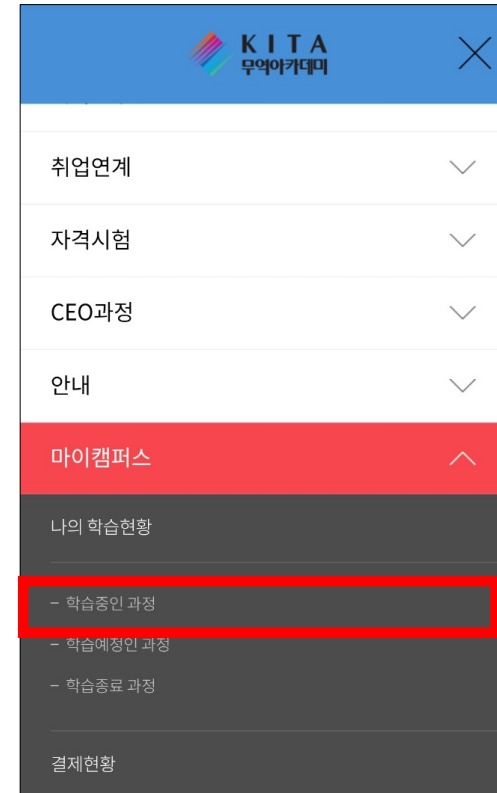 KITA
무역아카데미
취업연계
자격시험
CEO과정
안내
마이캠퍼스
나의 학습현황
– 학습중인 과정
– 학습예정인 과정
– 학습종료 과정
결제현황